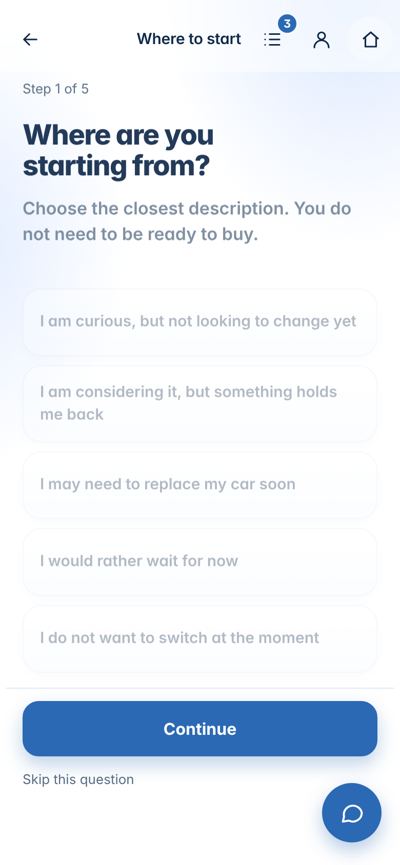 3
Where to start
Step 1 of 5
Where are you
starting from?
Choose the closest description. You do
not need to be ready to buy.
I am curious, but not looking to change yet
I am considering it, but something holds
me back
I may need to replace my car soon
I would rather wait for now
I do not want to switch at the moment
Continue
Skip this question